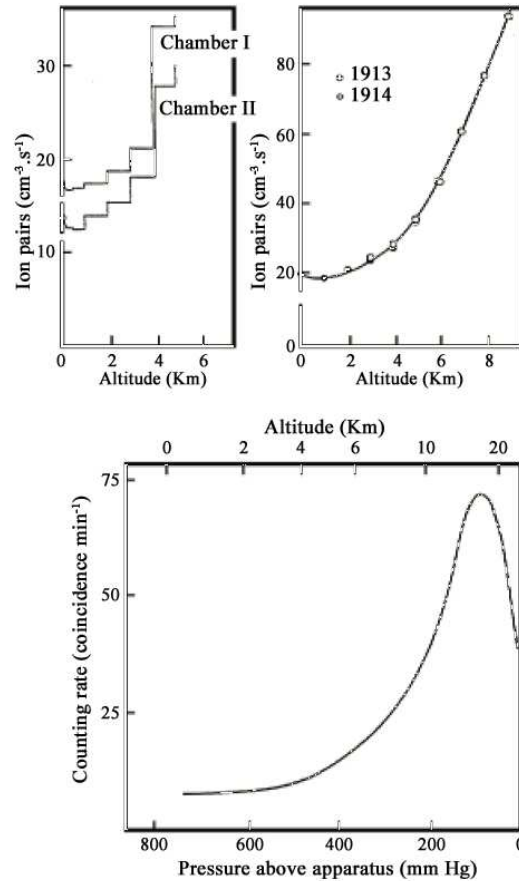 Ion pairs (cm⁻³.s⁻¹)
30
20
10
Chamber I
Chamber II
0 2 4 6
Altitude (Km)
Ion pairs (cm⁻³.s⁻¹)
100
80
60
40
20
0
1913
1914
0 2 4 6 8
Altitude (Km)
Altitude (Km)
0 2 4 6 10 20
Counting rate (coincidence min⁻¹)
75
50
25
800 600 400 200 0
Pressure above apparatus (mm Hg)